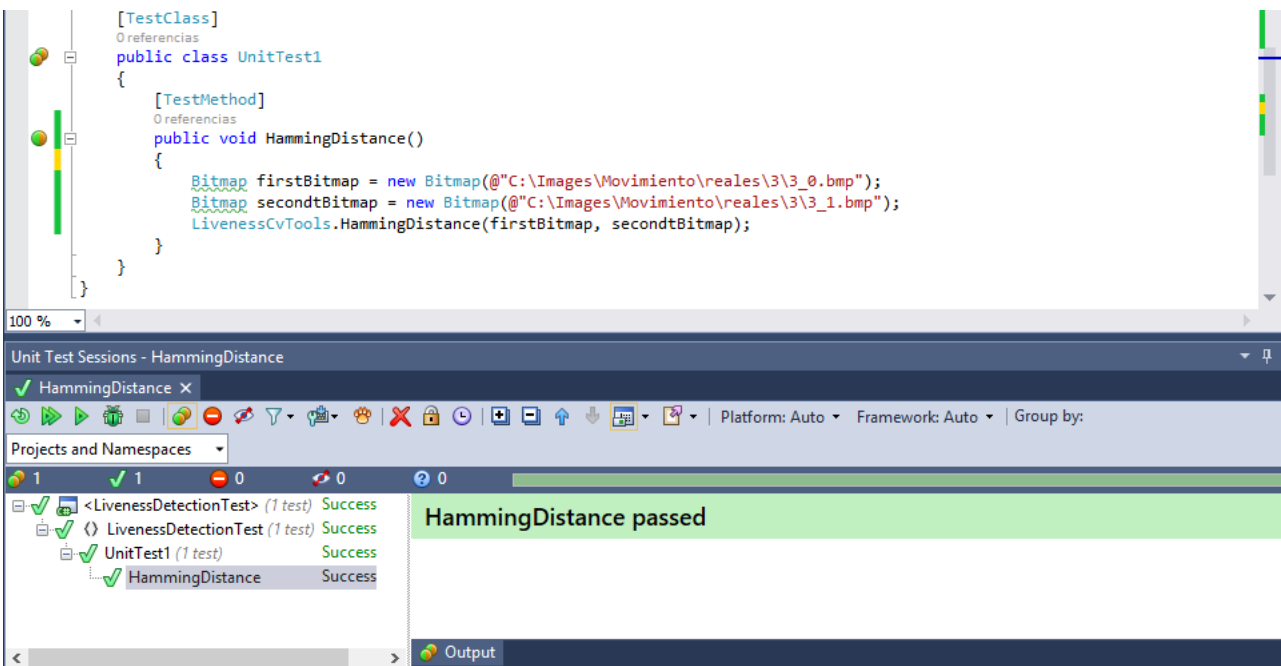 [TestClass]
0 referencias
public class UnitTest1
{
[TestMethod]
0 referencias
public void HammingDistance()
{
Bitmap firstBitmap = new Bitmap(@"C:\Images\Movimiento\reales\3\3_0.bmp");
Bitmap secondtBitmap = new Bitmap(@"C:\Images\Movimiento\reales\3\3_1.bmp");
LivenessCvTools.HammingDistance(firstBitmap, secondtBitmap);
}
}
}
100 %
Unit Test Sessions - HammingDistance
HammingDistance
Platform: Auto Framework: Auto Group by:
Projects and Namespaces
1 1 0 0 0
<LivenessDetectionTest> (1 test) Success
LivenessDetectionTest (1 test) Success
UnitTest1 (1 test) Success
HammingDistance Success
HammingDistance passed
Output